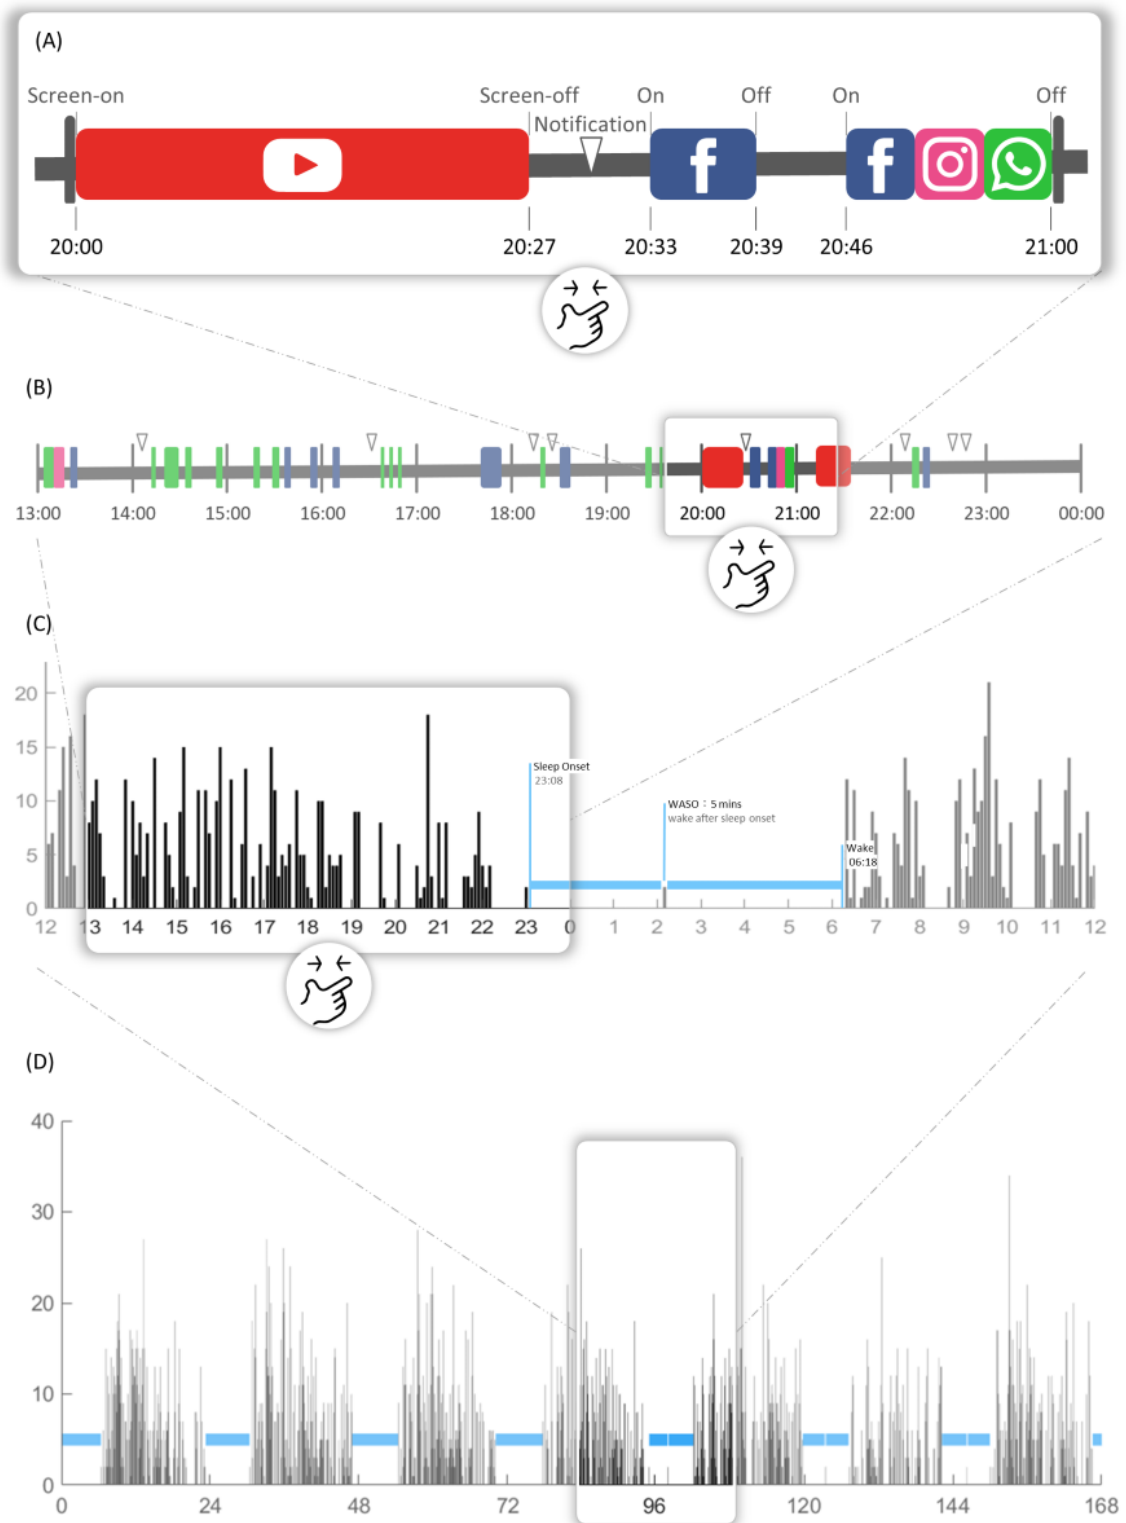 (A)
Screen-on Screen-off On Off On Off
Notification
20:00 20:27 20:33 20:39 20:46 21:00
(B)
13:00 14:00 15:00 16:00 17:00 18:00 19:00 20:00 21:00 22:00 23:00 00:00
(C)
20
15
10
5
0
Sleep Onset
23:08
WASO : 5 mins
wake after sleep onset
Wake
06:18
12 13 14 15 16 17 18 19 20 21 22 23 0 1 2 3 4 5 6 7 8 9 10 11 12
(D)
40
30
20
10
0
0 24 48 72 96 120 144 168